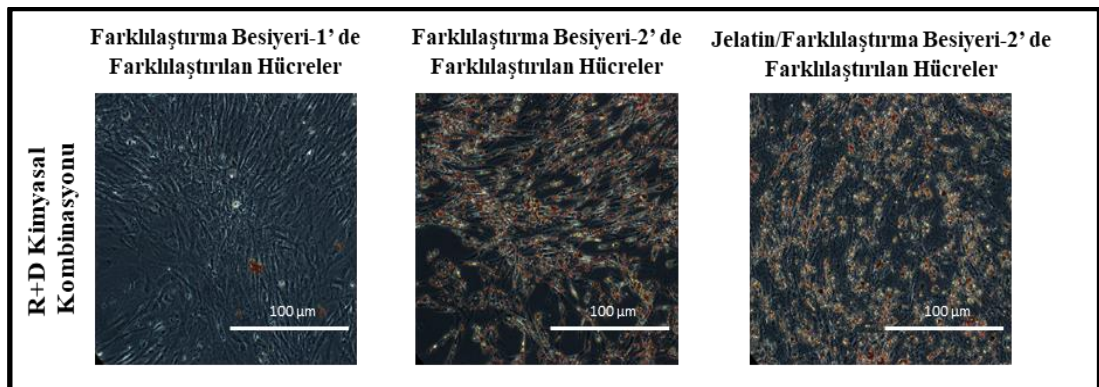 Farklılaştırma Besiyeri-1’ de
Farklılaştırılan Hücreler
Farklılaştırma Besiyeri-2’ de
Farklılaştırılan Hücreler
Jelatin/Farklılaştırma Besiyeri-2’ de
Farklılaştırılan Hücreler
R+D Kimyasal
Kombinasyonu
100 µm
100 µm
100 µm